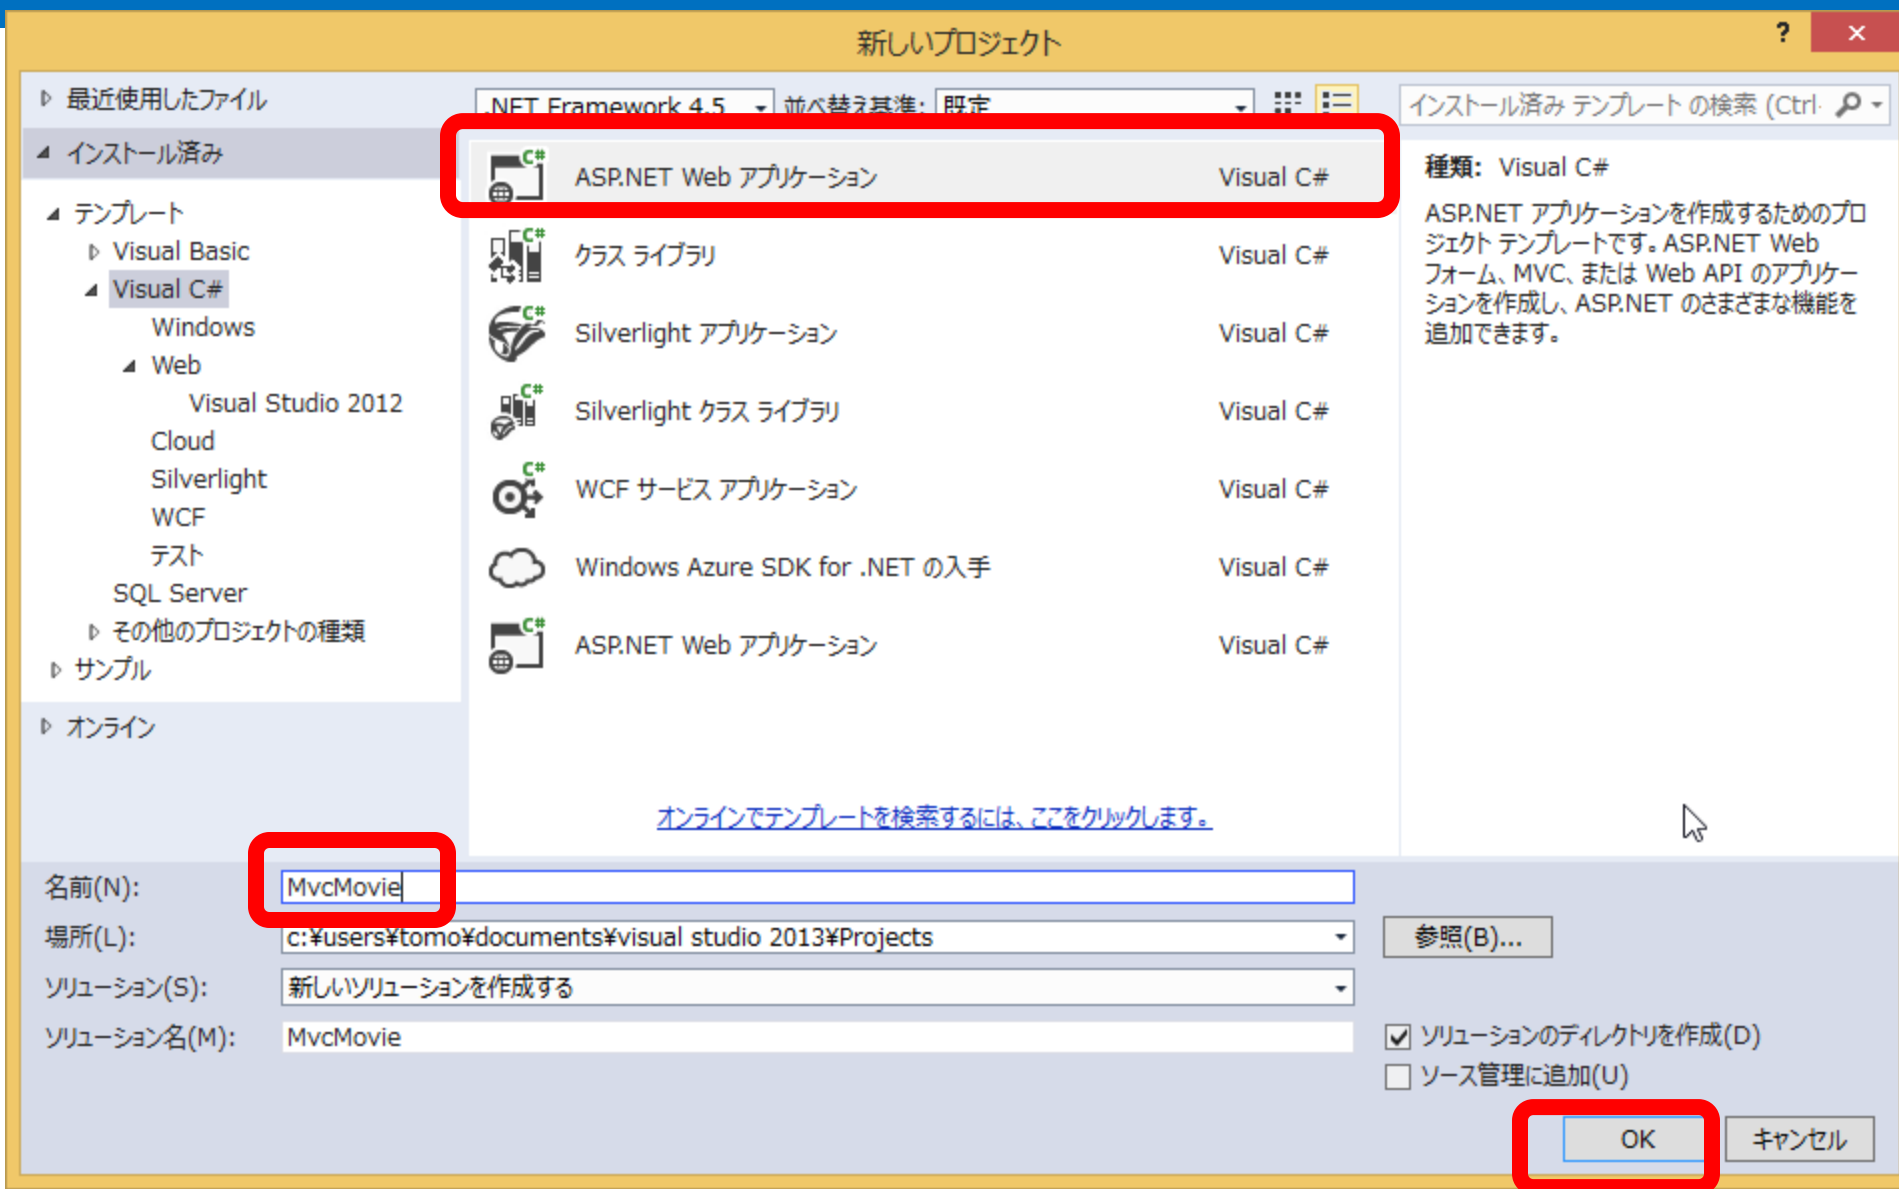 新しいプロジェクト
?
最近使用したファイル
インストール済み
テンプレート
Visual Basic
Visual C#
Windows
Web
Visual Studio 2012
Cloud
Silverlight
WCF
テスト
SQL Server
その他のプロジェクトの種類
サンプル
オンライン
.NET Framework 4.5 並べ替え基準: 既定
ASP.NET Web アプリケーション Visual C#
クラス ライブラリ Visual C#
Silverlight アプリケーション Visual C#
Silverlight クラス ライブラリ Visual C#
WCF サービス アプリケーション Visual C#
Windows Azure SDK for .NET の入手 Visual C#
ASP.NET Web アプリケーション Visual C#
オンラインでテンプレートを検索するには、ここをクリックします。
インストール済み テンプレート の検索 (Ctrl
種類: Visual C#
ASP.NET アプリケーションを作成するためのプロ
ジェクト テンプレートです。ASP.NET Web
フォーム、MVC、または Web API のアプリケー
ションを作成し、ASP.NET のさまざまな機能を
追加できます。
名前(N): MvcMovie
場所(L): c:¥users¥tomo¥documents¥visual studio 2013¥Projects 参照(B)...
ソリューション(S): 新しいソリューションを作成する
ソリューション名(M): MvcMovie
ソリューションのディレクトリを作成(D)
ソース管理に追加(U)
OK キャンセル